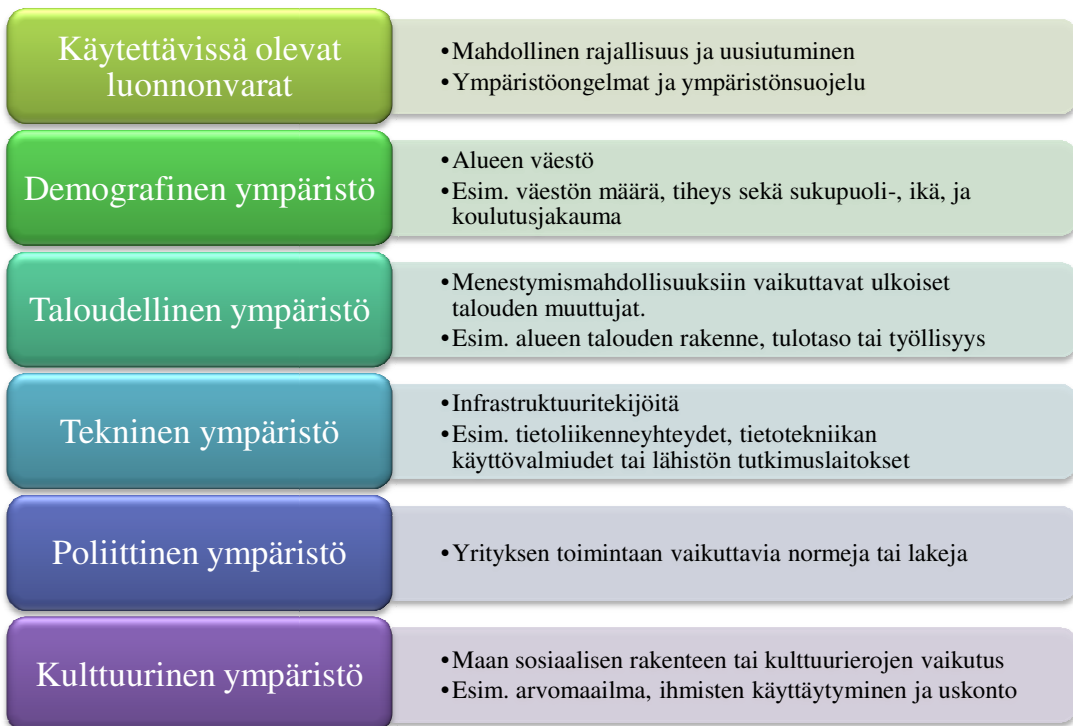 Käytettävissä olevat
luonnonvarat
•Mahdollinen rajallisuus ja uusiutuminen
•Ympäristöongelmat ja ympäristönsuojelu
Demografinen ympäristö
•Alueen väestö
•Esim. väestön määrä, tiheys sekä sukupuoli-, ikä, ja
koulutusjakauma
Taloudellinen ympäristö
•Menestymismahdollisuuksiin vaikuttavat ulkoiset
talouden muuttujat.
•Esim. alueen talouden rakenne, tulotaso tai työllisyys
Tekninen ympäristö
•Infrastruktuuritekijöitä
•Esim. tietoliikenneyhteydet, tietotekniikan
käyttövalmiudet tai lähistön tutkimuslaitokset
Poliittinen ympäristö
•Yrityksen toimintaan vaikuttavia normeja tai lakeja
Kulttuurinen ympäristö
•Maan sosiaalisen rakenteen tai kulttuurierojen vaikutus
•Esim. arvomaailma, ihmisten käyttäytyminen ja uskonto